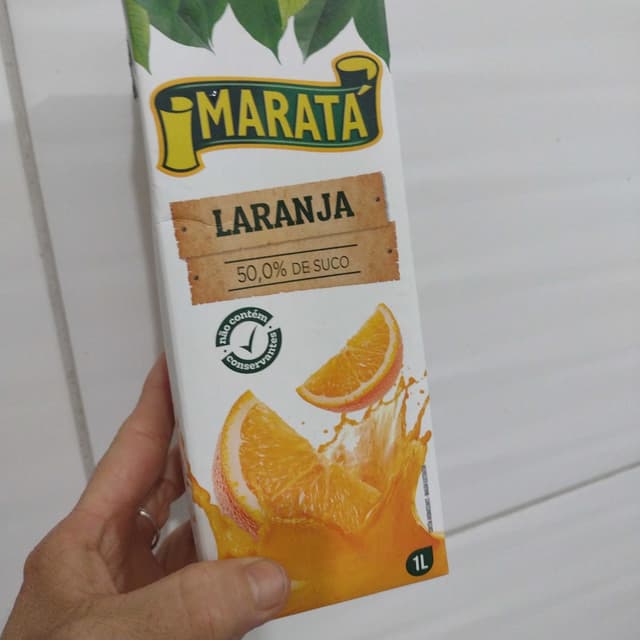 MARATÁ
LARANJA
50,0% DE SUCO
não contém
conservantes
1L